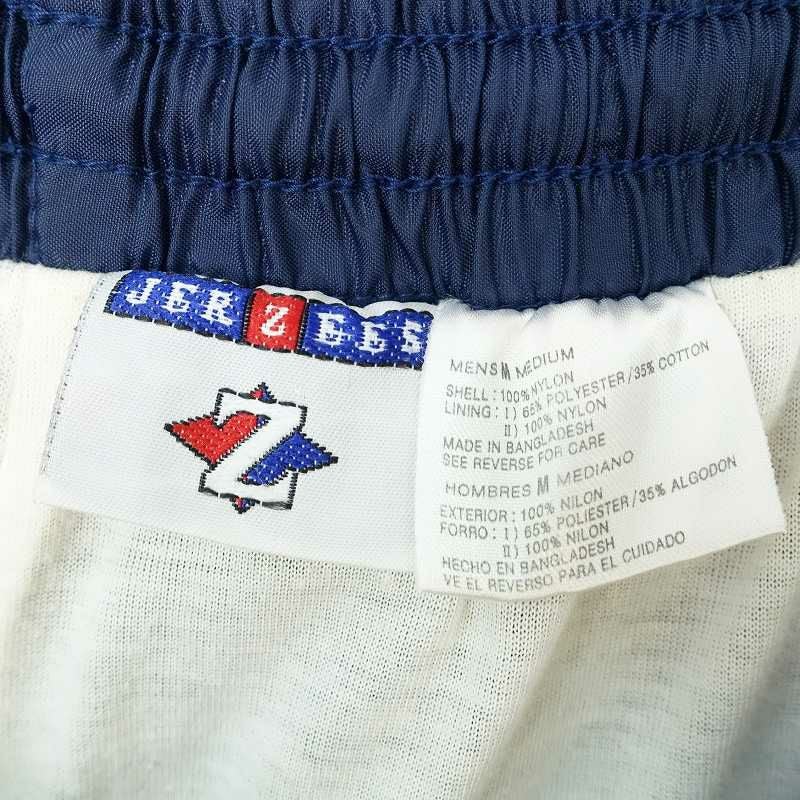 JERZEES
Z
MENS M MEDIUM
SHELL: 100% NYLON
LINING: I) 65% POLYESTER/35% COTTON
II) 100% NYLON
MADE IN BANGLADESH
SEE REVERSE FOR CARE
HOMBRES M MEDIANO
EXTERIOR: 100% NILON
FORRO: I) 65% POLIESTER/35% ALGODON
II) 100% NILON
HECHO EN BANGLADESH
VE EL REVERSO PARA EL CUIDADO